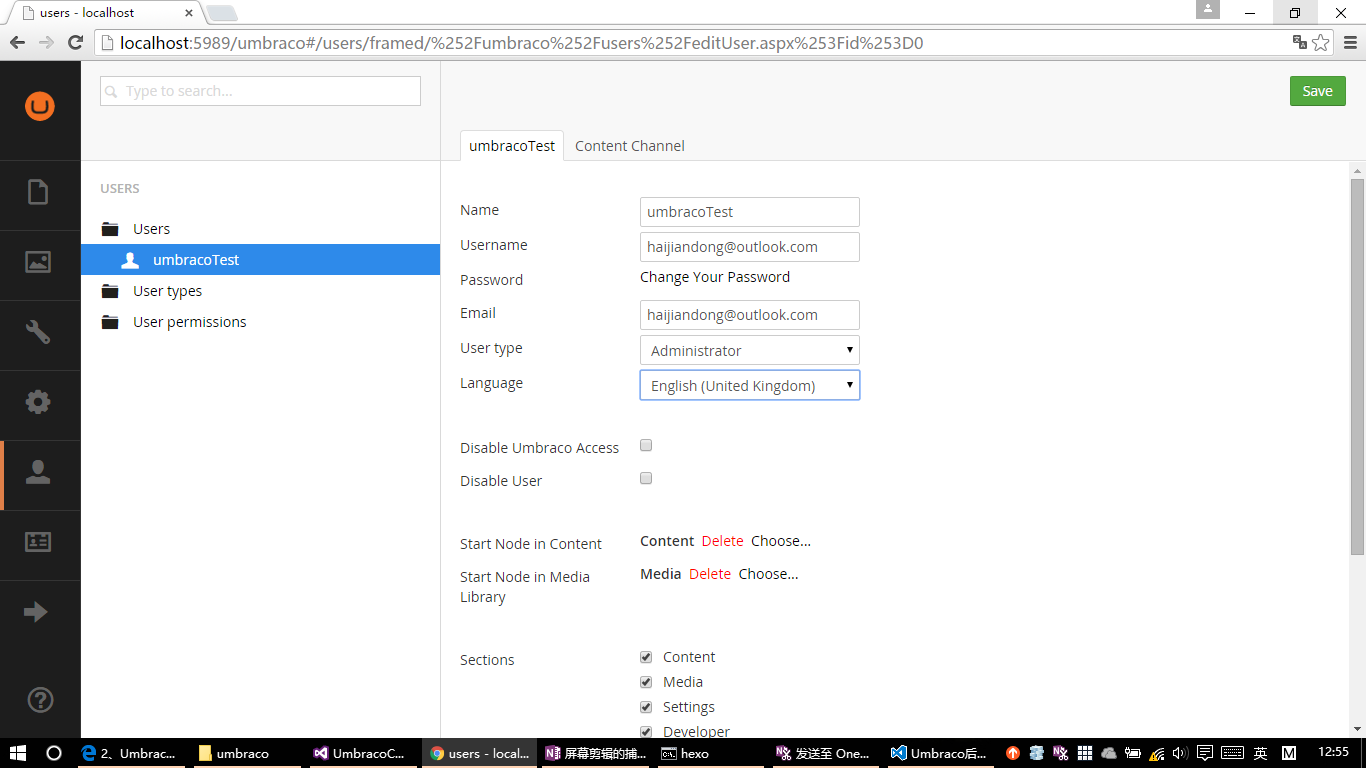 users - localhost
localhost:5989/umbraco#/users/framed/%252Fumbraco%252Fusers%252FeditUser.aspx%253Fid%253D0
Type to search...
Save
umbracoTest
Content Channel
USERS
Users
umbracoTest
User types
User permissions
Name
umbracoTest
Username
haijiandong@outlook.com
Password
Change Your Password
Email
haijiandong@outlook.com
User type
Administrator
Language
English (United Kingdom)
Disable Umbraco Access
Disable User
Start Node in Content
Content Delete Choose...
Start Node in Media
Library
Media Delete Choose...
Sections
Content
Media
Settings
Developer
2、Umbrac...
umbraco
UmbracoC...
users - local...
屏幕剪辑的捕...
hexo
发送至 One...
Umbraco后...
英
M
12:55